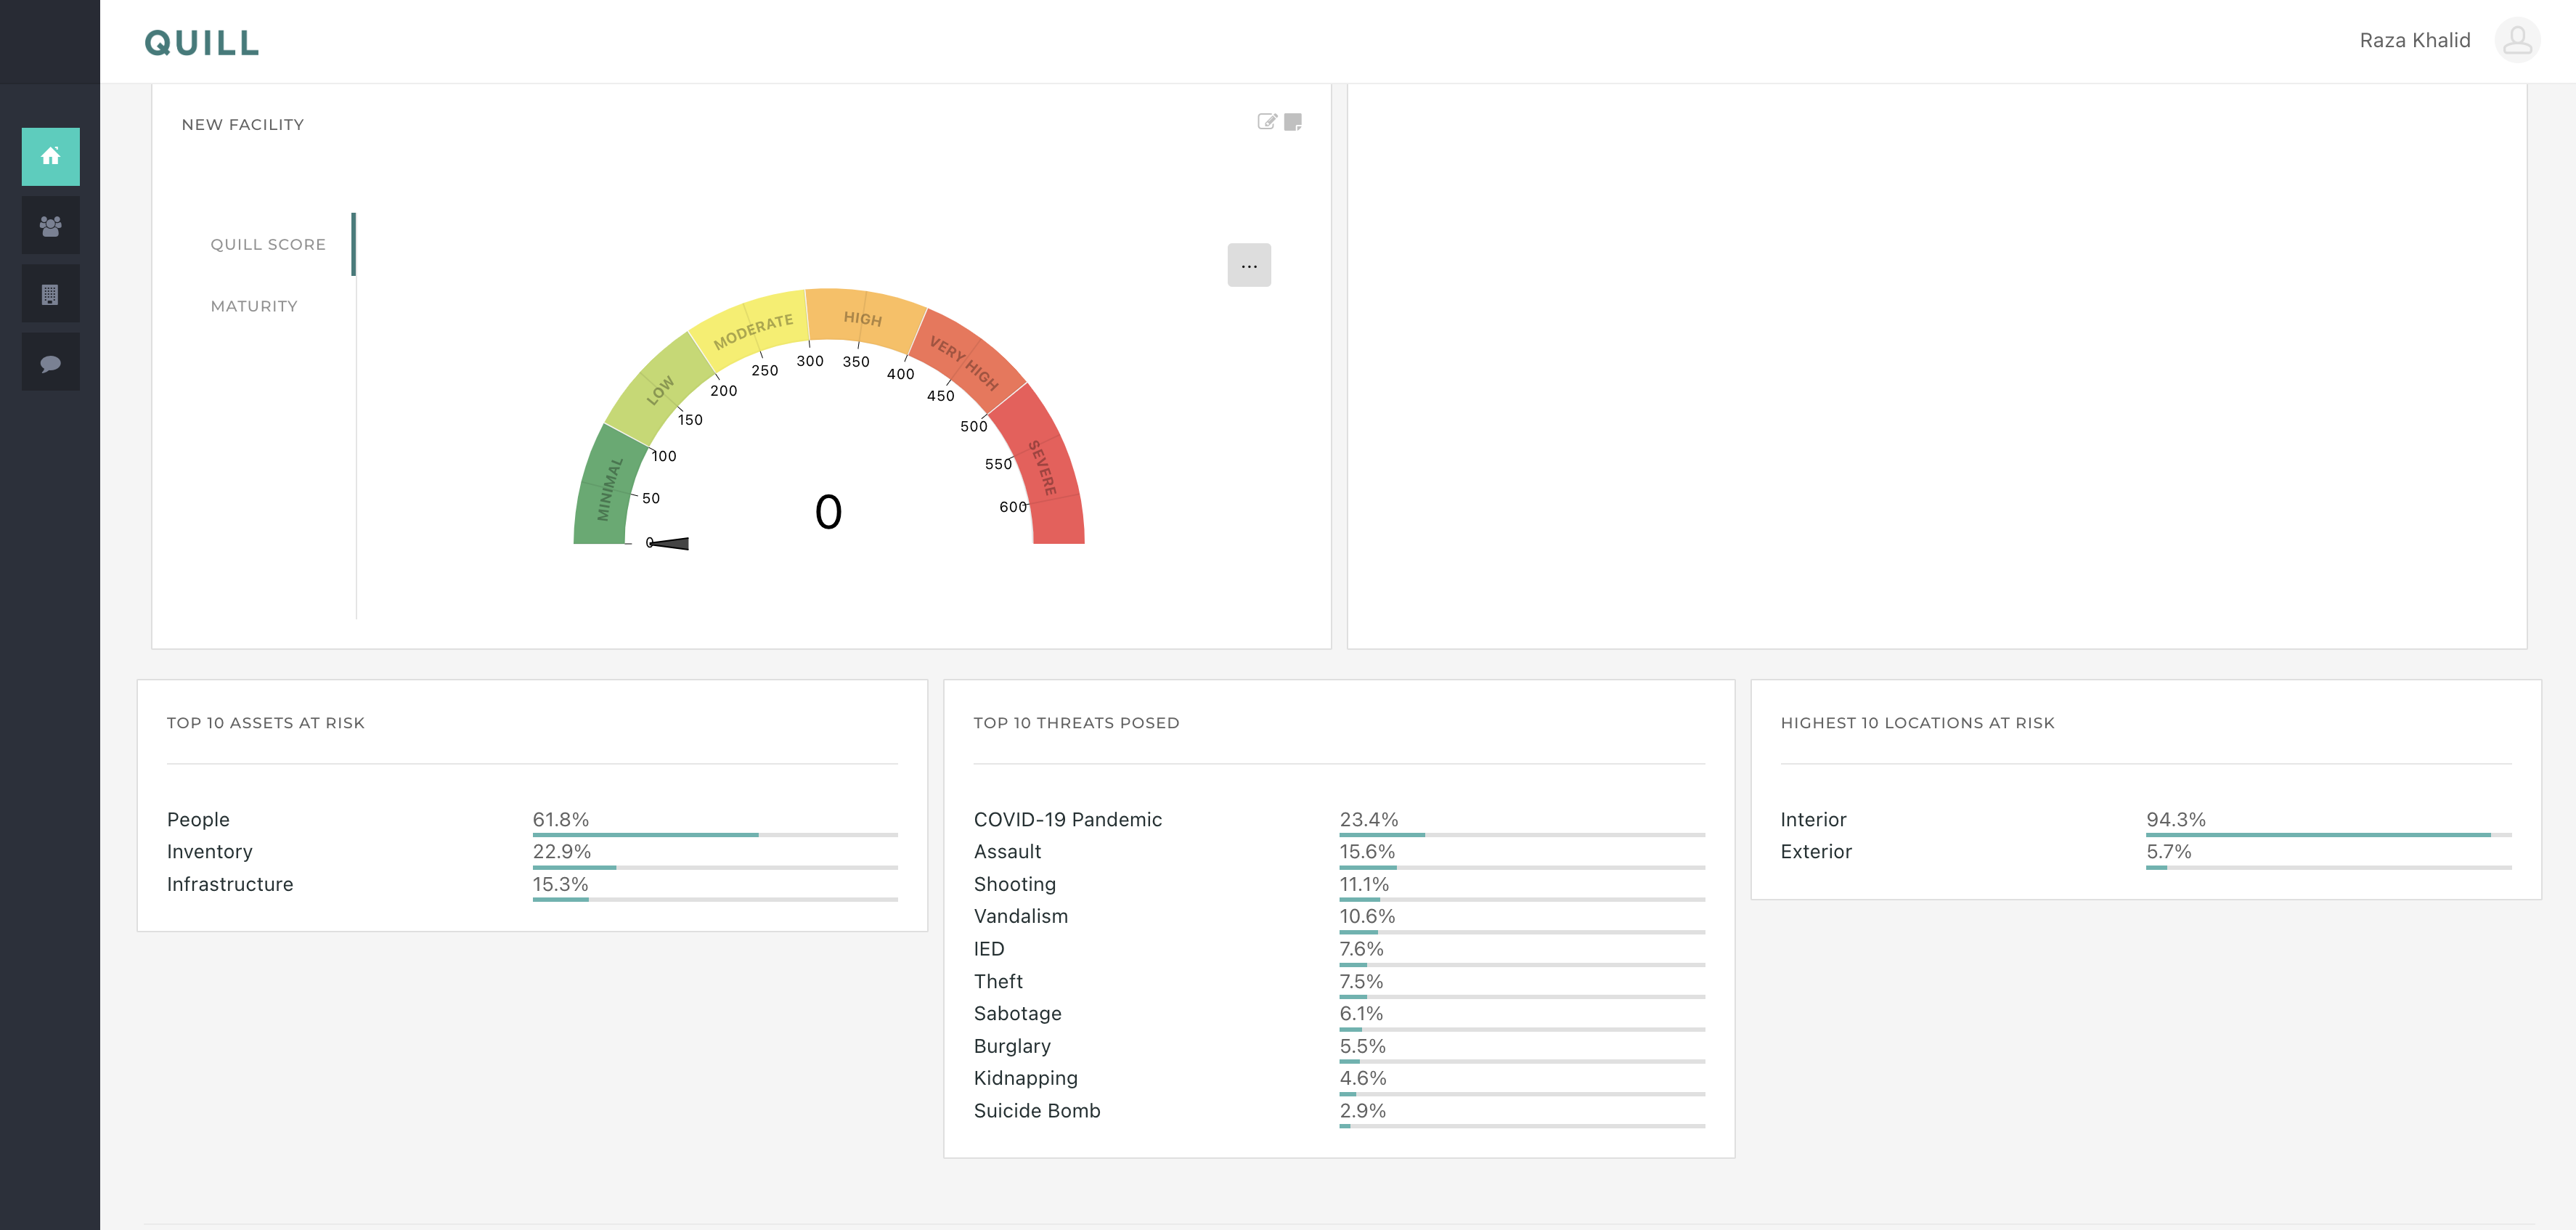 QUILL
Raza Khalid
NEW FACILITY
QUILL SCORE
MATURITY
...
MINIMAL
LOW
MODERATE
HIGH
VERY HIGH
SEVERE
0
50
100
150
200
250
300
350
400
450
500
550
600
0
TOP 10 ASSETS AT RISK
People 61.8%
Inventory 22.9%
Infrastructure 15.3%
TOP 10 THREATS POSED
COVID-19 Pandemic 23.4%
Assault 15.6%
Shooting 11.1%
Vandalism 10.6%
IED 7.6%
Theft 7.5%
Sabotage 6.1%
Burglary 5.5%
Kidnapping 4.6%
Suicide Bomb 2.9%
HIGHEST 10 LOCATIONS AT RISK
Interior 94.3%
Exterior 5.7%